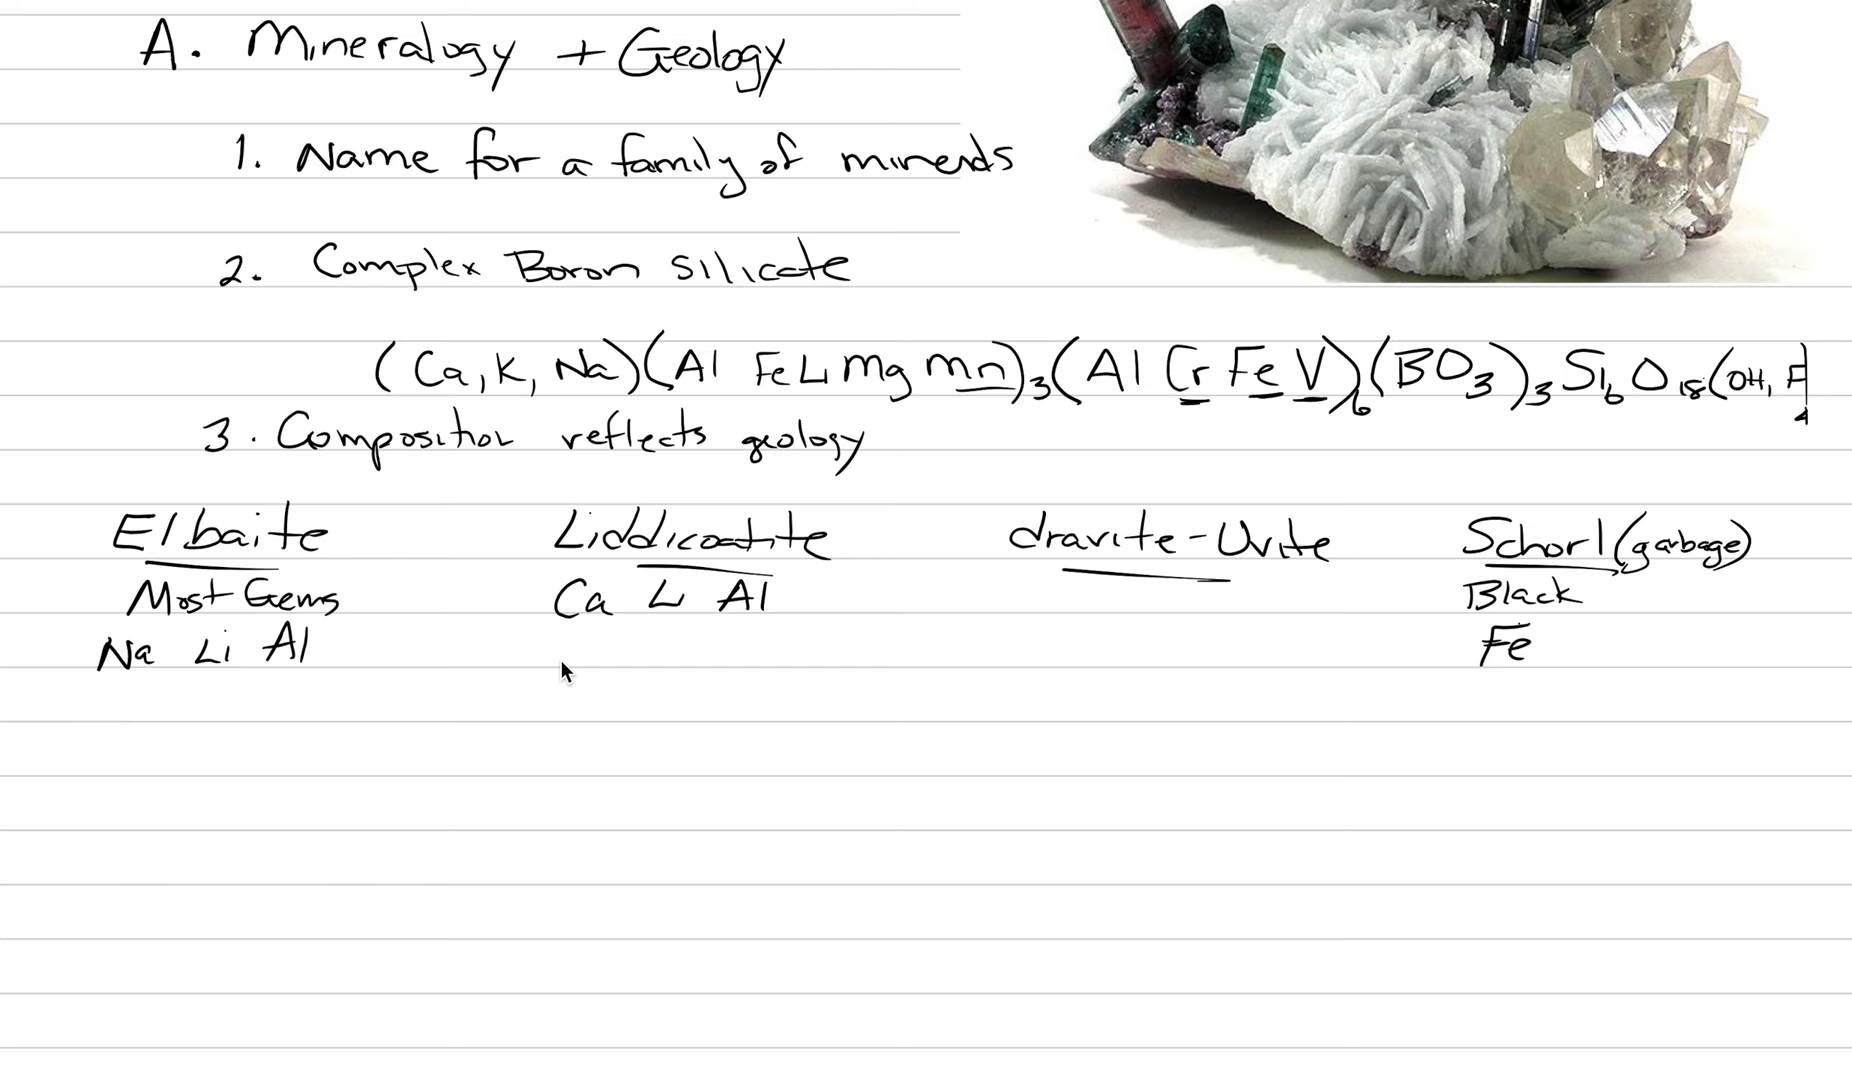 A. Mineralogy + Geology
1. Name for a family of minerals
2. Complex Boron silicate
(Ca, K, Na)(Al Fe Li Mg Mn)3(Al Cr Fe V)6(BO3)3Si6O18(OH, F)4
3. Composition reflects geology
Elbaite Liddicoatite dravite-Uvite Schorl (garbage)
Most Gems Ca Li Al Black
Na Li Al Fe